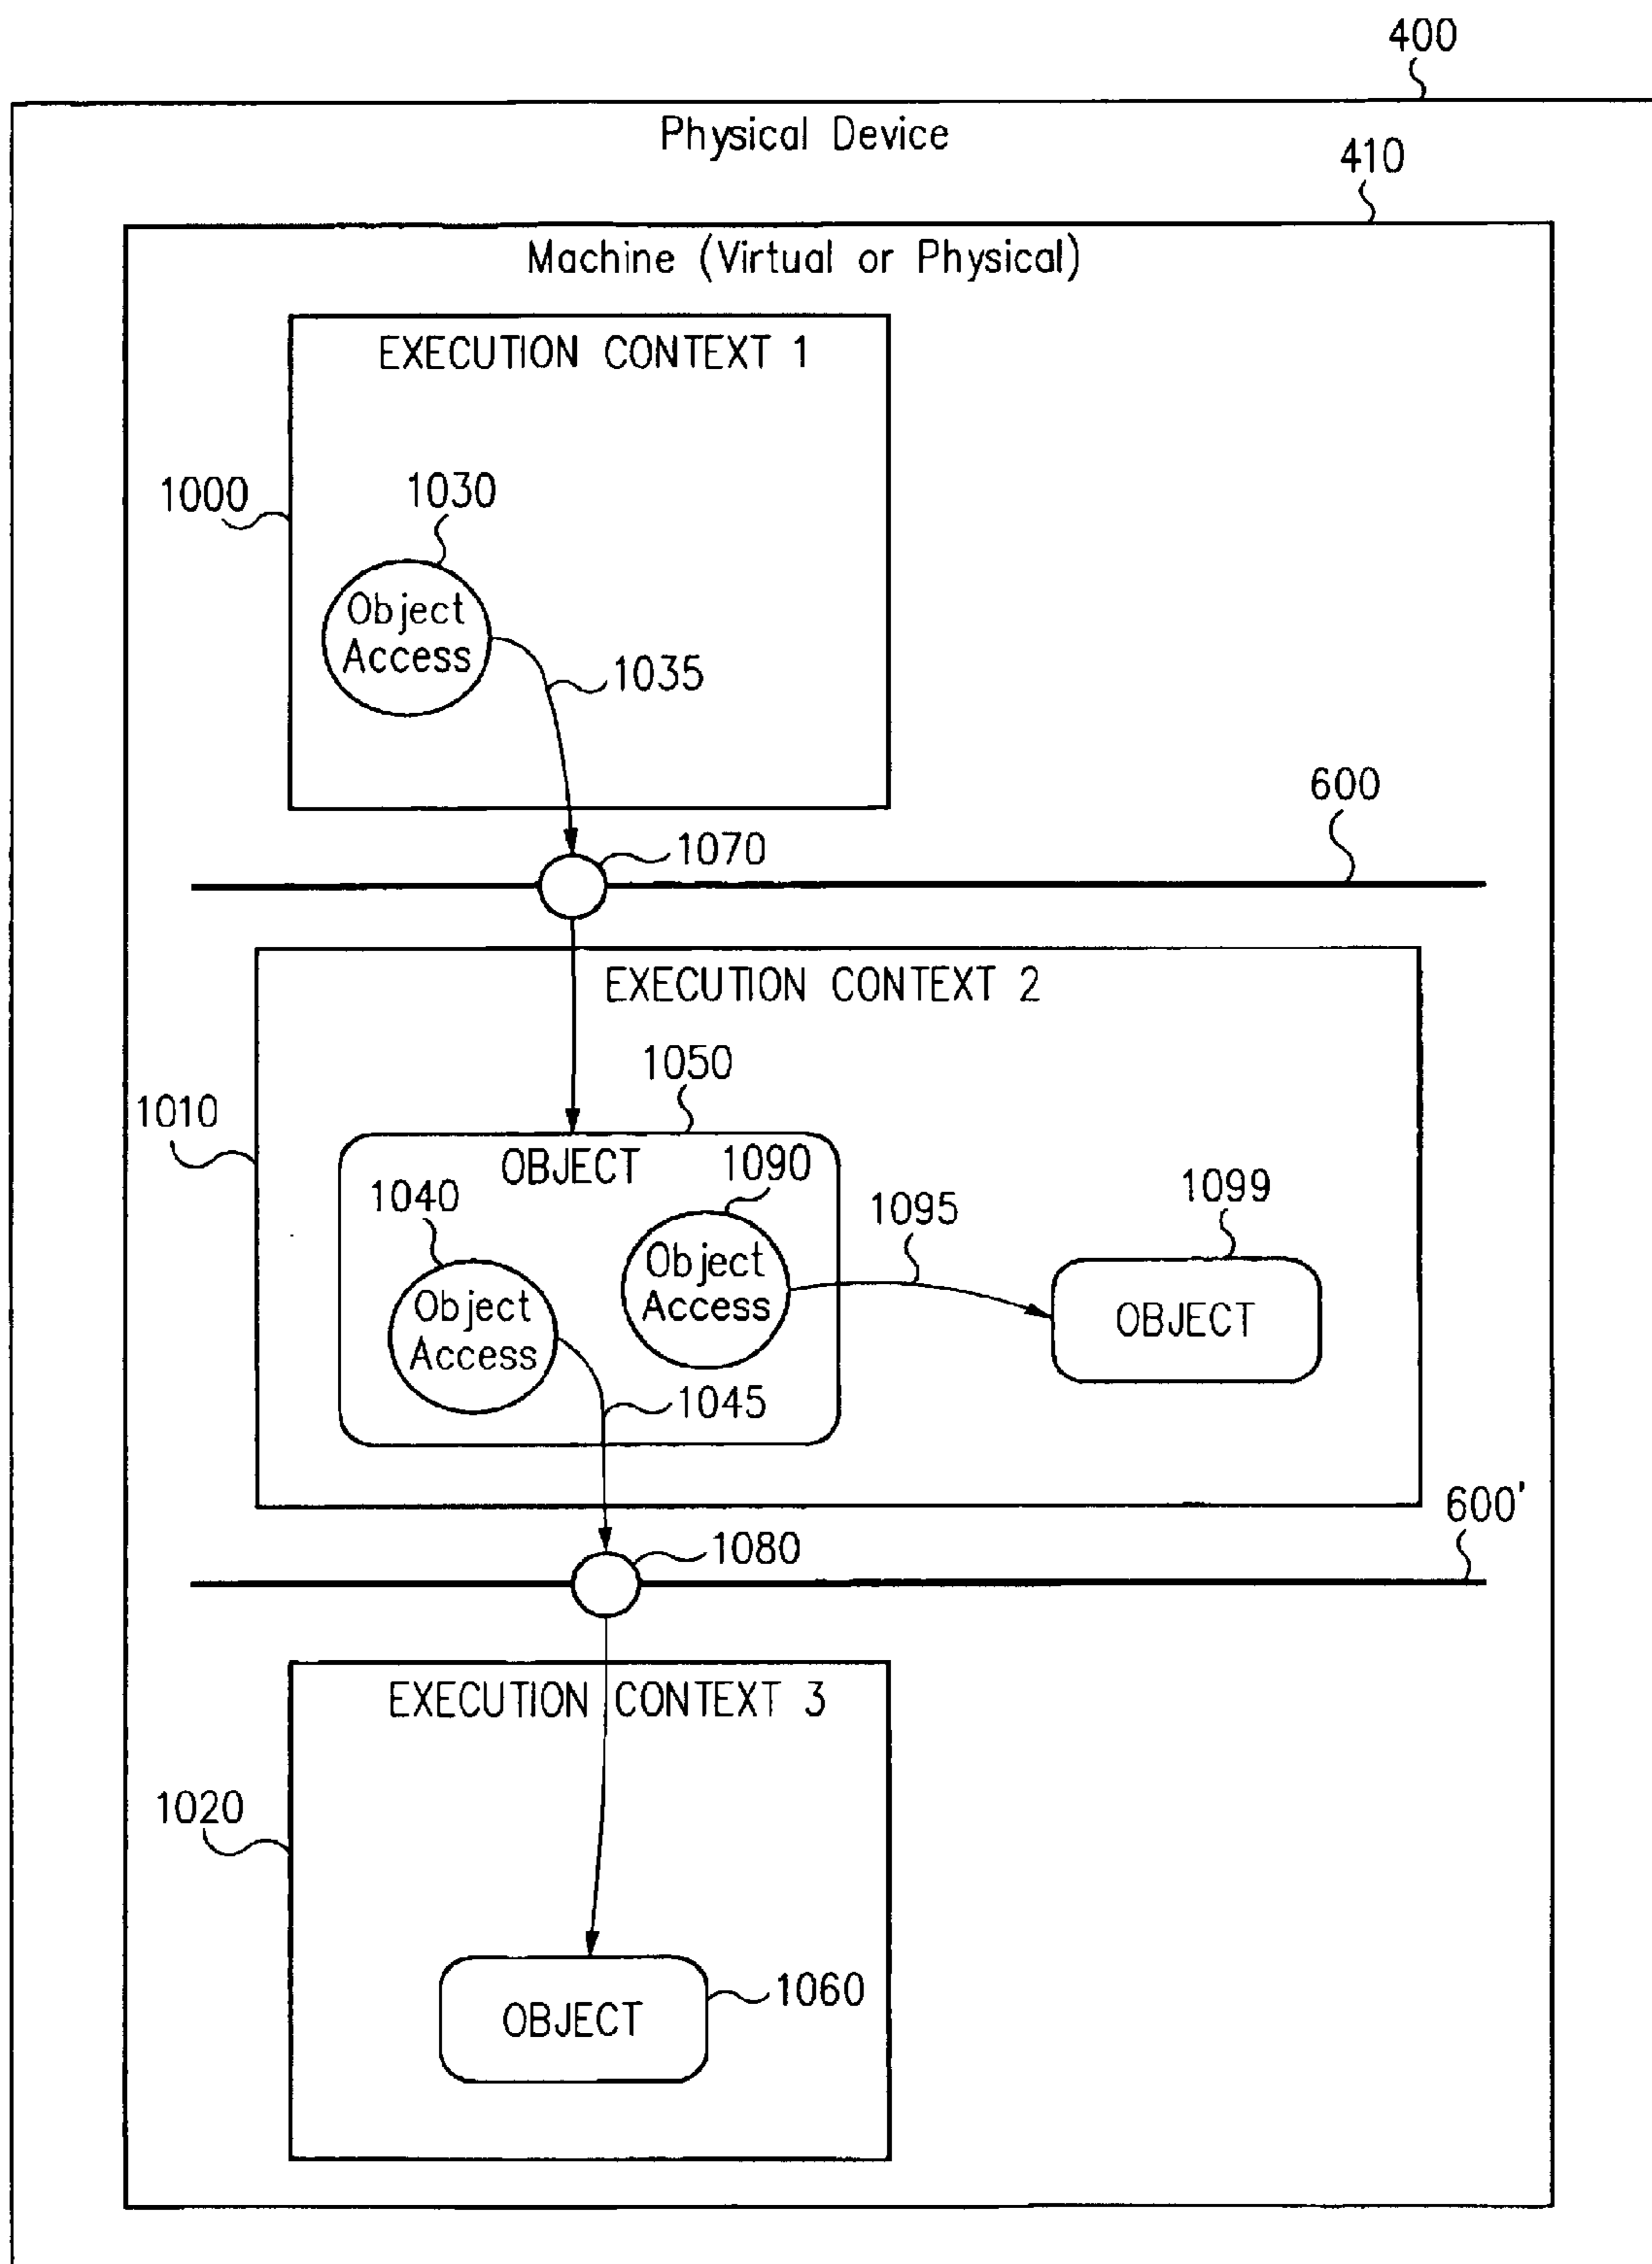 400
Physical Device
410
Machine (Virtual or Physical)
EXECUTION CONTEXT 1
1000
1030
Object
Access
1035
600
1070
EXECUTION CONTEXT 2
1050
1010
OBJECT
1090
1040
1095
1099
Object
Access
Object
Access
OBJECT
1045
600'
1080
EXECUTION CONTEXT 3
1020
1060
OBJECT